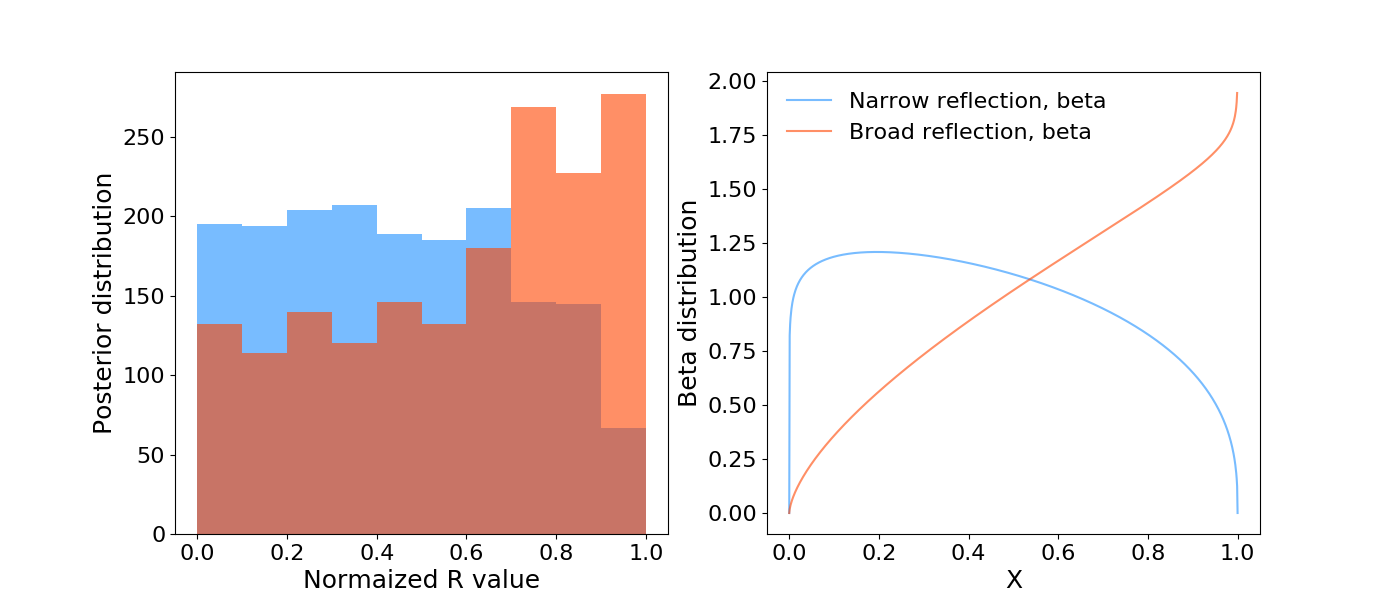 Posterior distribution
250
200
150
100
50
0
0.0 0.2 0.4 0.6 0.8 1.0
Normaized R value
Beta distribution
2.00
1.75
1.50
1.25
1.00
0.75
0.50
0.25
0.00
Narrow reflection, beta
Broad reflection, beta
0.0 0.2 0.4 0.6 0.8 1.0
X